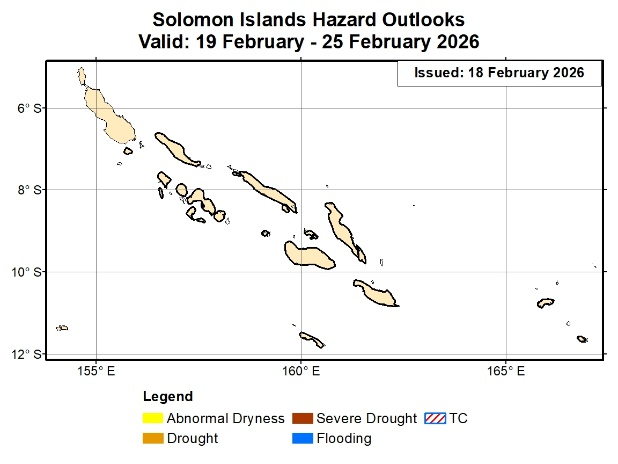 Solomon Islands Hazard Outlooks
Valid: 19 February - 25 February 2026
Issued: 18 February 2026
6° S
8° S
10° S
12° S
155° E
160° E
165° E
Legend
Abnormal Dryness
Severe Drought
TC
Drought
Flooding